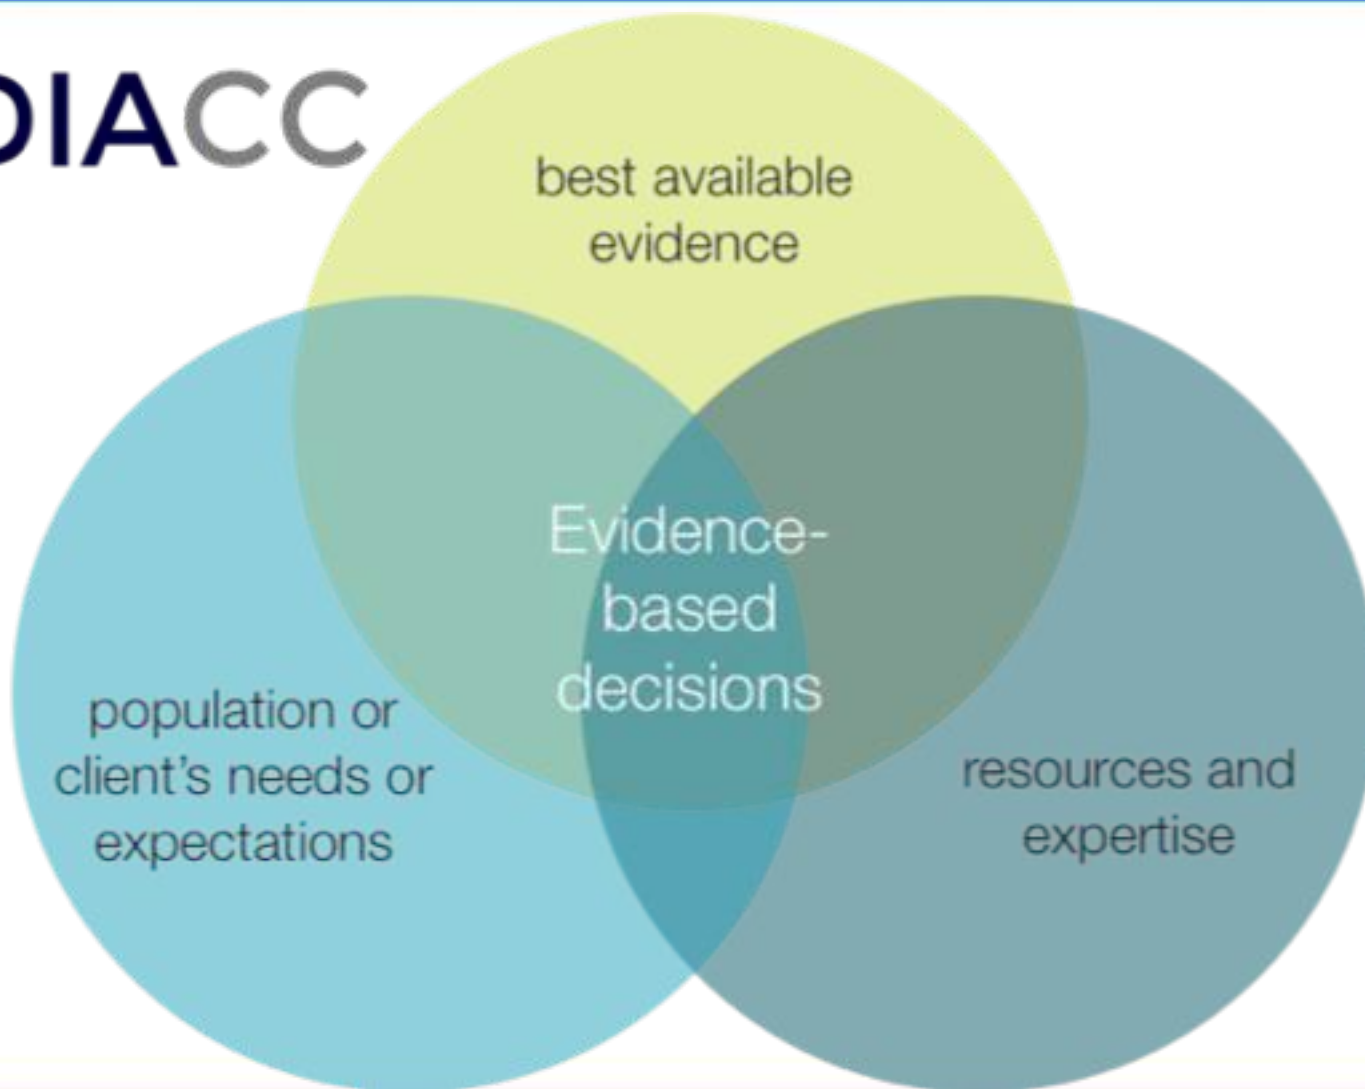 DIACC
best available
evidence
Evidence-
based
decisions
population or
client's needs or
expectations
resources and
expertise